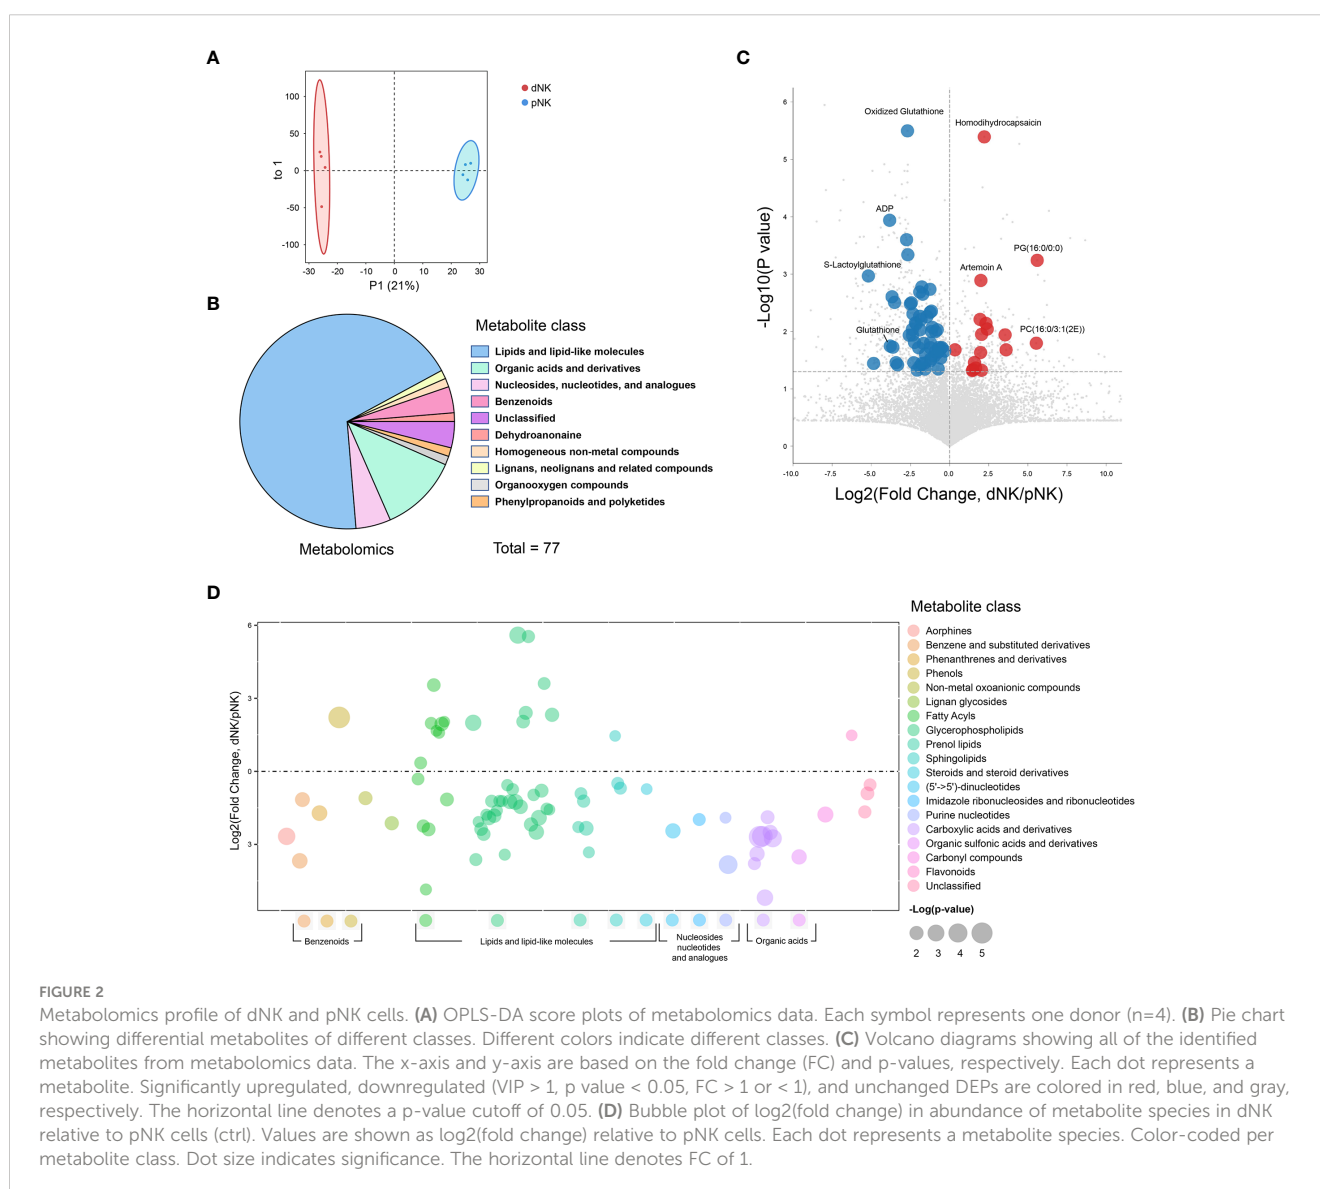 A
dNK
pNK
100
50
0
-50
-100
to 1
-30
-20
-10
0
10
20
30
P1 (21%)
B
Metabolite class
Lipids and lipid-like molecules
Organic acids and derivatives
Nucleosides, nucleotides, and analogues
Benzenoids
Unclassified
Dehydroanonaine
Homogeneous non-metal compounds
Lignans, neolignans and related compounds
Organooxygen compounds
Phenylpropanoids and polyketides
Metabolomics
Total = 77
C
Oxidized Glutathione
Homodihydrocapsaicin
ADP
PG(16:0/0:0)
S-Lactoylglutathione
Artemoin A
Glutathione
PC(16:0/3:1(2E))
6
5
4
3
2
1
0
-Log10(P value)
-10.0
-7.5
-5.0
-2.5
0.0
2.5
5.0
7.5
10.0
Log2(Fold Change, dNK/pNK)
D
6
3
0
3
Log2(Fold Change, dNK/pNK)
Benzenoids
Lipids and lipid-like molecules
Nucleosides
nucleotides
and analogues
Organic acids
Metabolite class
Aorphines
Benzene and substituted derivatives
Phenanthrenes and derivatives
Phenols
Non-metal oxoanionic compounds
Lignan glycosides
Fatty Acyls
Glycerophospholipids
Prenol lipids
Sphingolipids
Steroids and steroid derivatives
(5'->5')-dinucleotides
Imidazole ribonucleosides and ribonucleotides
Purine nucleotides
Carboxylic acids and derivatives
Organic sulfonic acids and derivatives
Carbonyl compounds
Flavonoids
Unclassified
-Log(p-value)
2 3 4 5
FIGURE 2
Metabolomics profile of dNK and pNK cells. (A) OPLS-DA score plots of metabolomics data. Each symbol represents one donor (n=4). (B) Pie chart
showing differential metabolites of different classes. Different colors indicate different classes. (C) Volcano diagrams showing all of the identified
metabolites from metabolomics data. The x-axis and y-axis are based on the fold change (FC) and p-values, respectively. Each dot represents a
metabolite. Significantly upregulated, downregulated (VIP > 1, p value < 0.05, FC > 1 or < 1), and unchanged DEPs are colored in red, blue, and gray,
respectively. The horizontal line denotes a p-value cutoff of 0.05. (D) Bubble plot of log2(fold change) in abundance of metabolite species in dNK
relative to pNK cells (ctrl). Values are shown as log2(fold change) relative to pNK cells. Each dot represents a metabolite species. Color-coded per
metabolite class. Dot size indicates significance. The horizontal line denotes FC of 1.